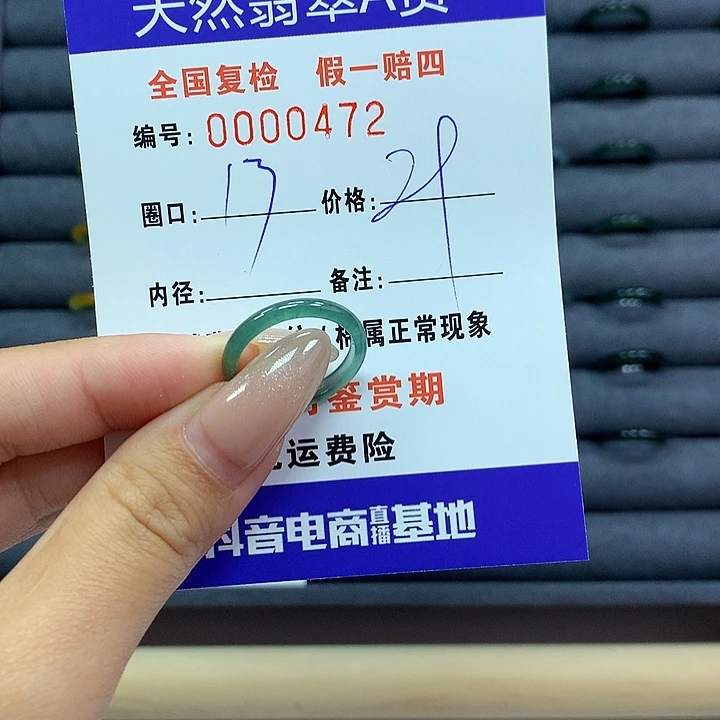 天然翡翠A货
全国复检 假一赔四
编号: 0000472
圈口: 13 价格: 29
内径: 备注:
属正常现象
鉴赏期
运费险
抖音电商直播基地